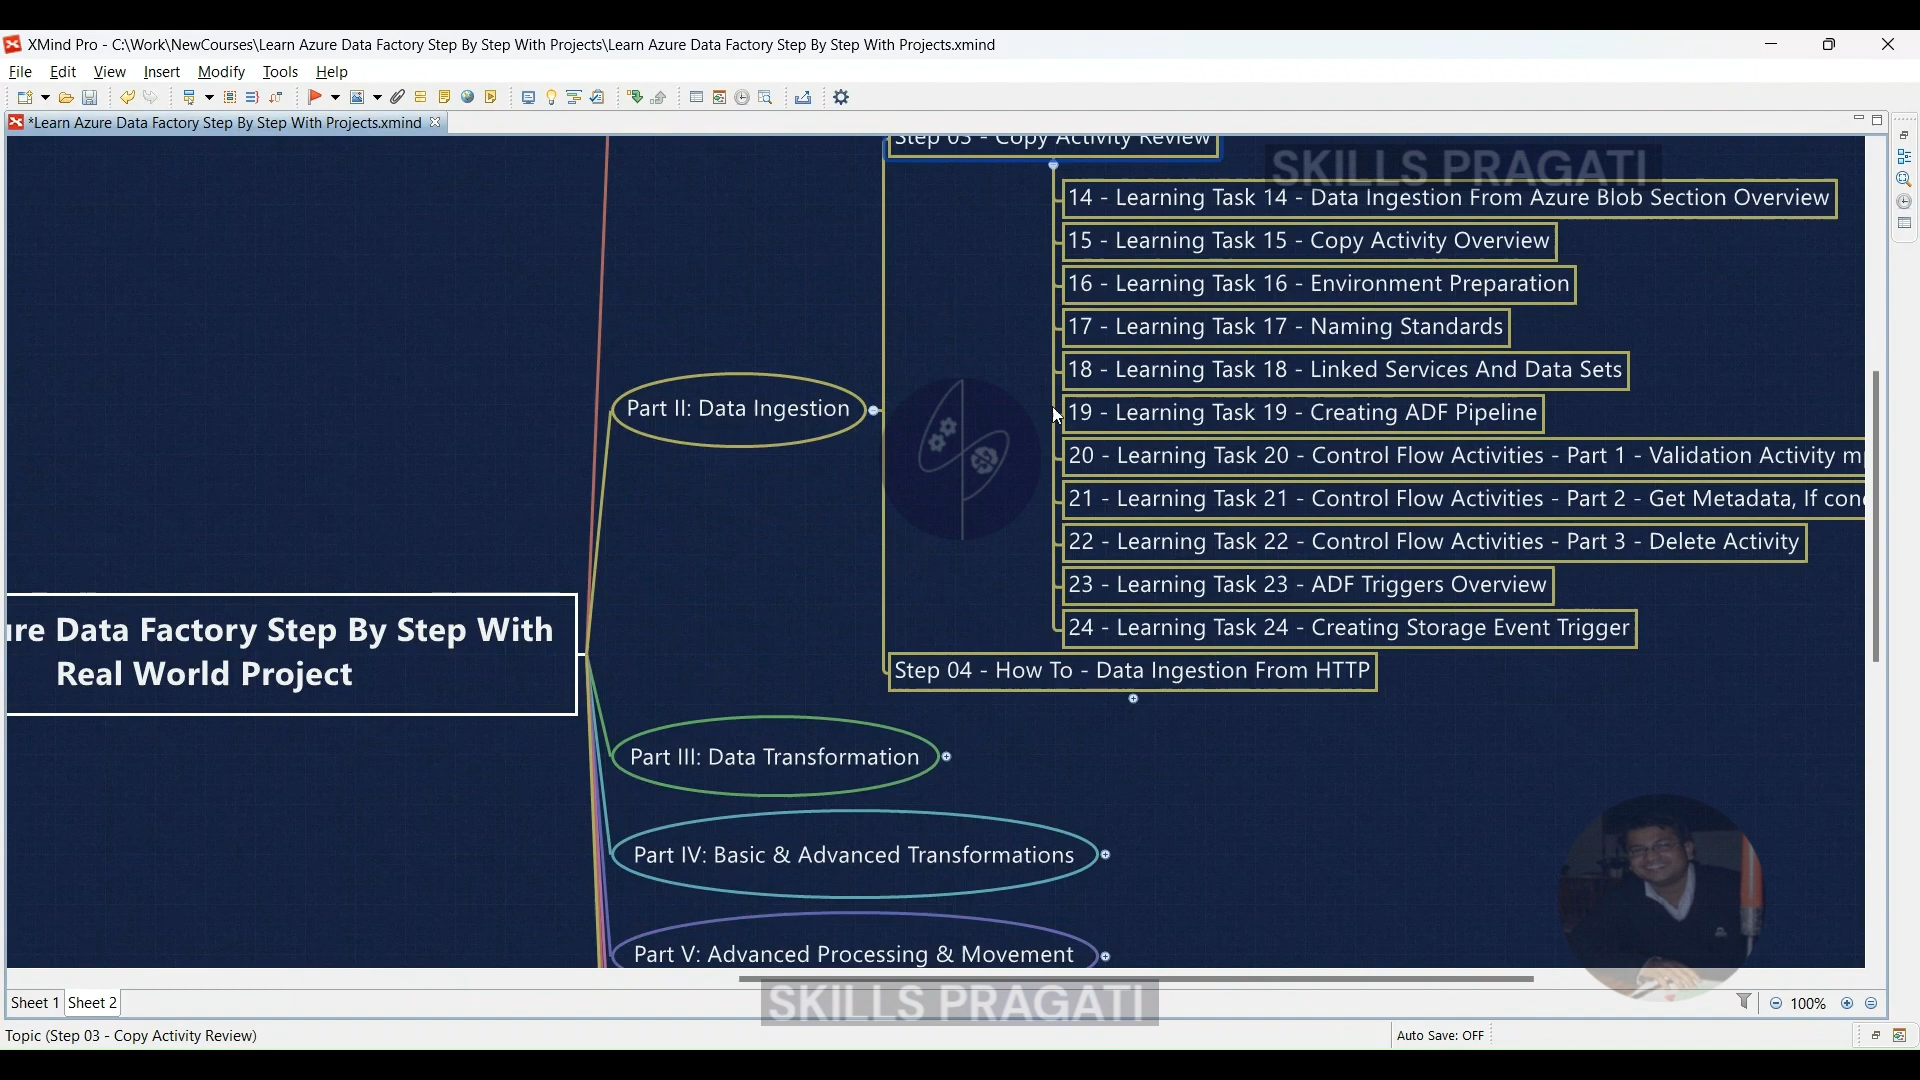 XMind Pro - C:\Work\NewCourses\Learn Azure Data Factory Step By Step With Projects\Learn Azure Data Factory Step By Step With Projects.xmind
File Edit View Insert Modify Tools Help
*Learn Azure Data Factory Step By Step With Projects.xmind
Step 03 - Copy Activity Review
SKILLS PRAGATI
14 - Learning Task 14 - Data Ingestion From Azure Blob Section Overview
15 - Learning Task 15 - Copy Activity Overview
16 - Learning Task 16 - Environment Preparation
17 - Learning Task 17 - Naming Standards
18 - Learning Task 18 - Linked Services And Data Sets
Part II: Data Ingestion
19 - Learning Task 19 - Creating ADF Pipeline
20 - Learning Task 20 - Control Flow Activities - Part 1 - Validation Activity
21 - Learning Task 21 - Control Flow Activities - Part 2 - Get Metadata, If
22 - Learning Task 22 - Control Flow Activities - Part 3 - Delete Activity
23 - Learning Task 23 - ADF Triggers Overview
24 - Learning Task 24 - Creating Storage Event Trigger
Data Factory Step By Step With
Real World Project
Step 04 - How To - Data Ingestion From HTTP
Part III: Data Transformation
Part IV: Basic & Advanced Transformations
Part V: Advanced Processing & Movement
Sheet 1 Sheet 2
SKILLS PRAGATI
100%
Topic (Step 03 - Copy Activity Review)
Auto Save: OFF